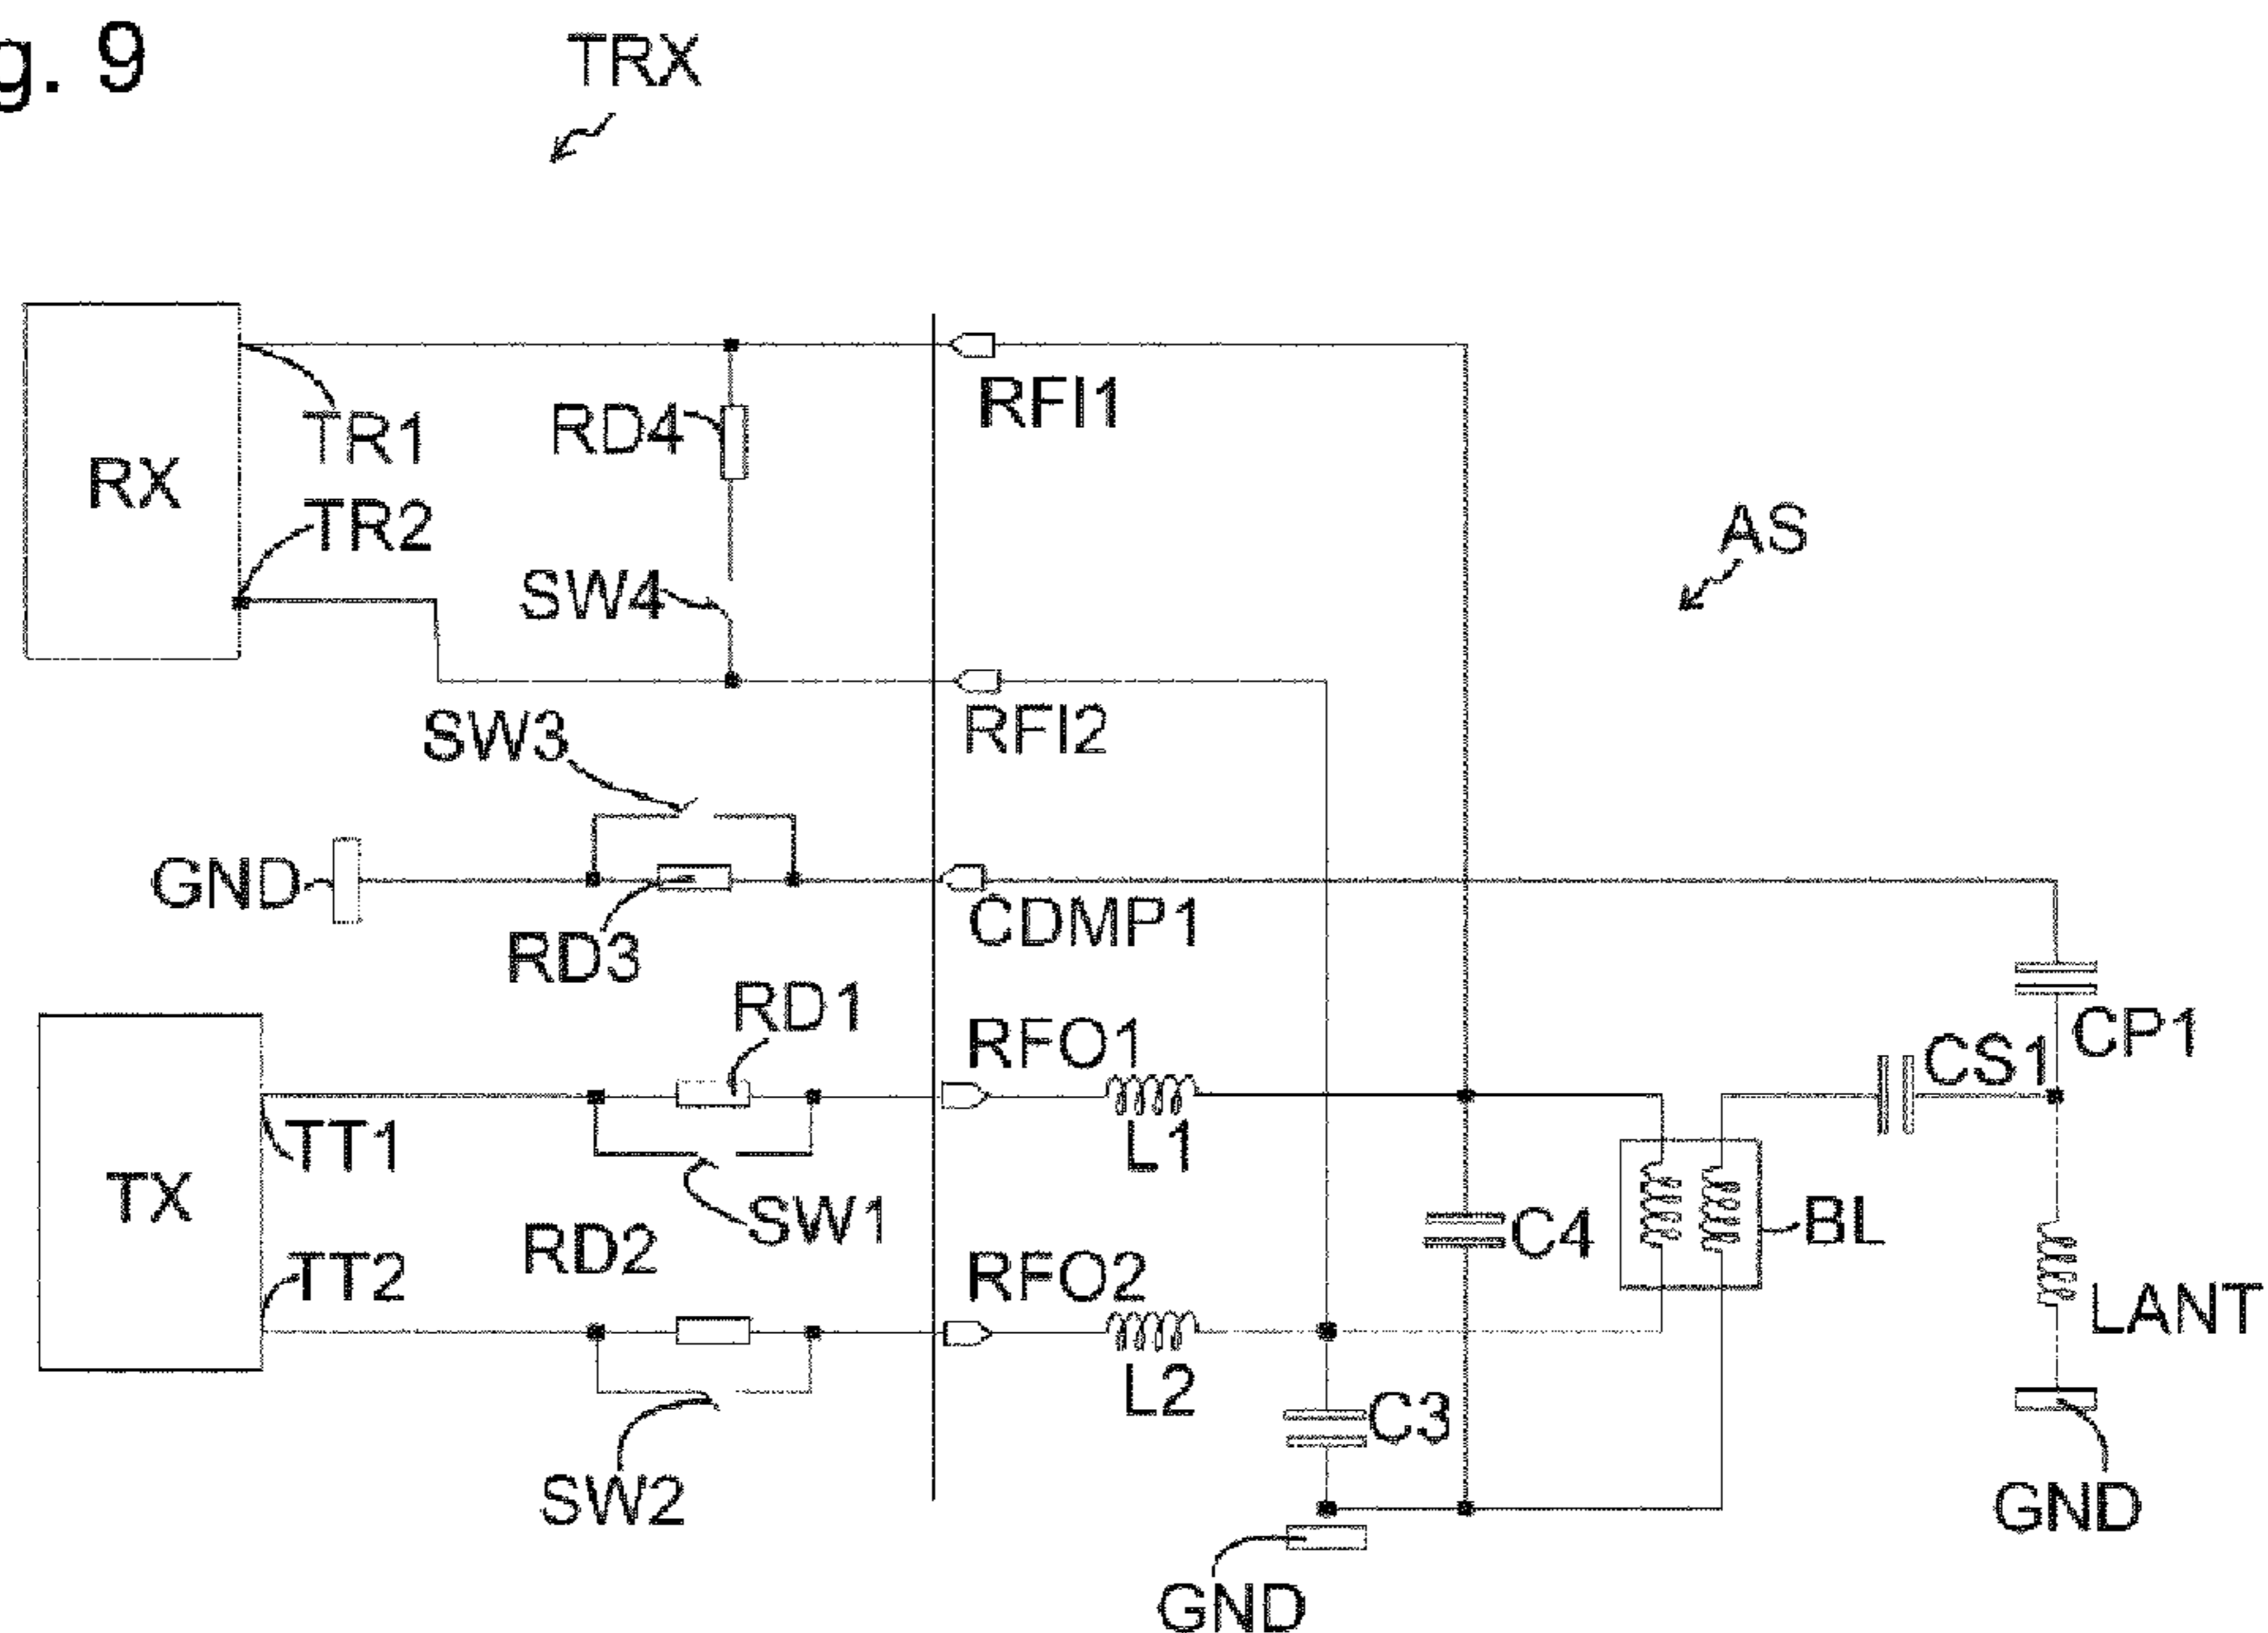 g. 9
TRX
RFI1
TR1
RD4
RX
TR2
AS
SW4
SW3
RFI2
GND
CDMP1
RD3
RD1
RFO1
CP1
CS1
TT1
L1
TX
SW1
C4
BL
RD2
TT2
RFO2
LANT
L2
C3
SW2
GND
GND